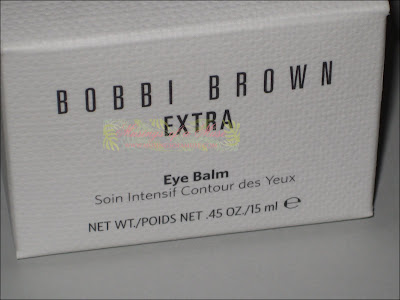 BOBBI BROWN
EXTRA
Eye Balm
Soin Intensif Contour des Yeux
NET WT./POIDS NET .45 OZ./15 ml ℮